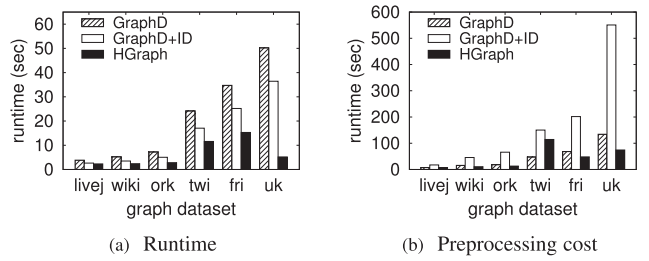 GraphD
GraphD+ID
HGraph
runtime (sec)
60
50
40
30
20
10
0
livej wiki ork twi fri uk
graph dataset
(a) Runtime
GraphD
GraphD+ID
HGraph
runtime (sec)
600
500
400
300
200
100
0
livej wiki ork twi fri uk
graph dataset
(b) Preprocessing cost